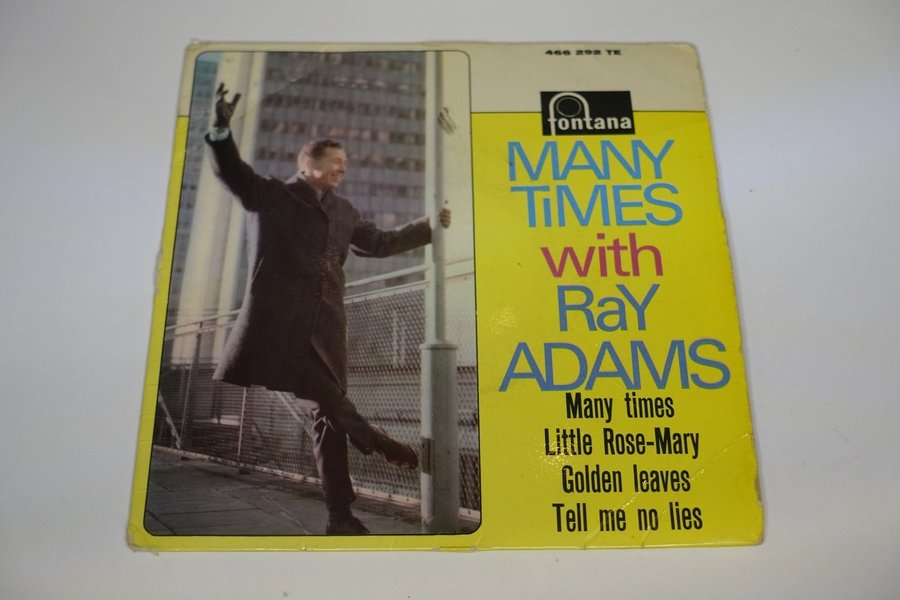 466 292 TE
fontana
MANY
TiMES
with
RaY
ADAMS
Many times
Little Rose-Mary
Golden leaves
Tell me no lies